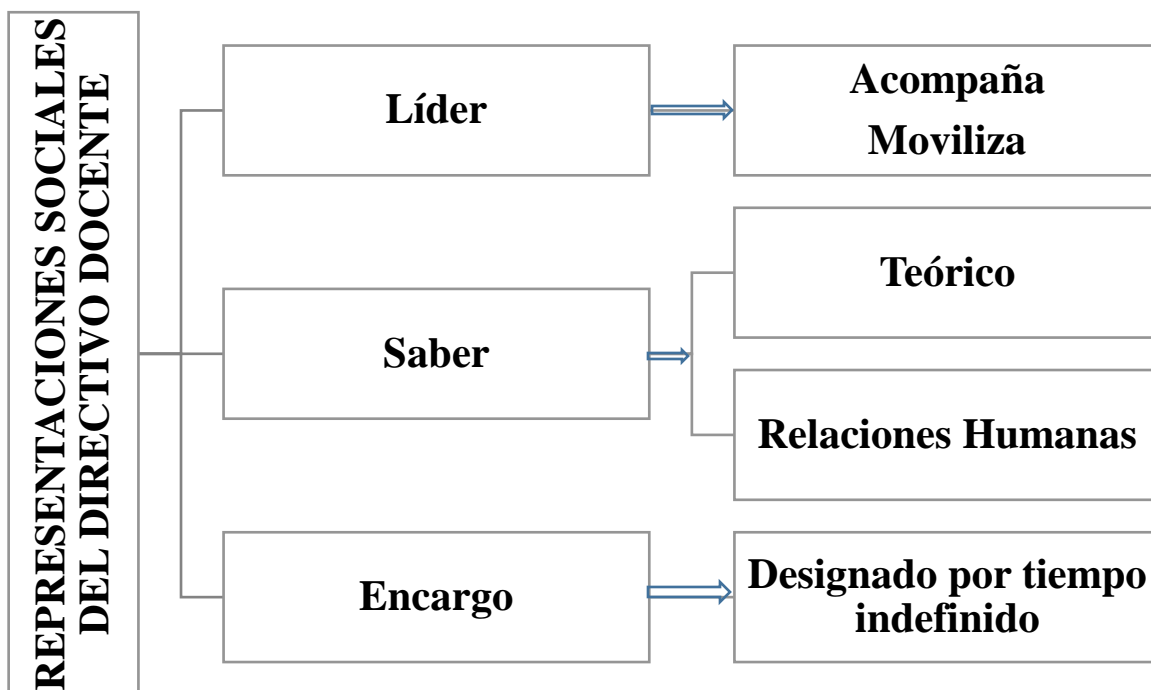 REPRESENTACIONES SOCIALES
DEL DIRECTIVO DOCENTE
Líder
Acompaña
Moviliza
Saber
Teórico
Relaciones Humanas
Encargo
Designado por tiempo
indefinido